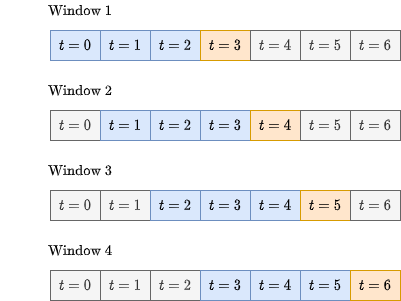 Window 1
t = 0 t = 1 t = 2 t = 3 t = 4 t = 5 t = 6
Window 2
t = 0 t = 1 t = 2 t = 3 t = 4 t = 5 t = 6
Window 3
t = 0 t = 1 t = 2 t = 3 t = 4 t = 5 t = 6
Window 4
t = 0 t = 1 t = 2 t = 3 t = 4 t = 5 t = 6